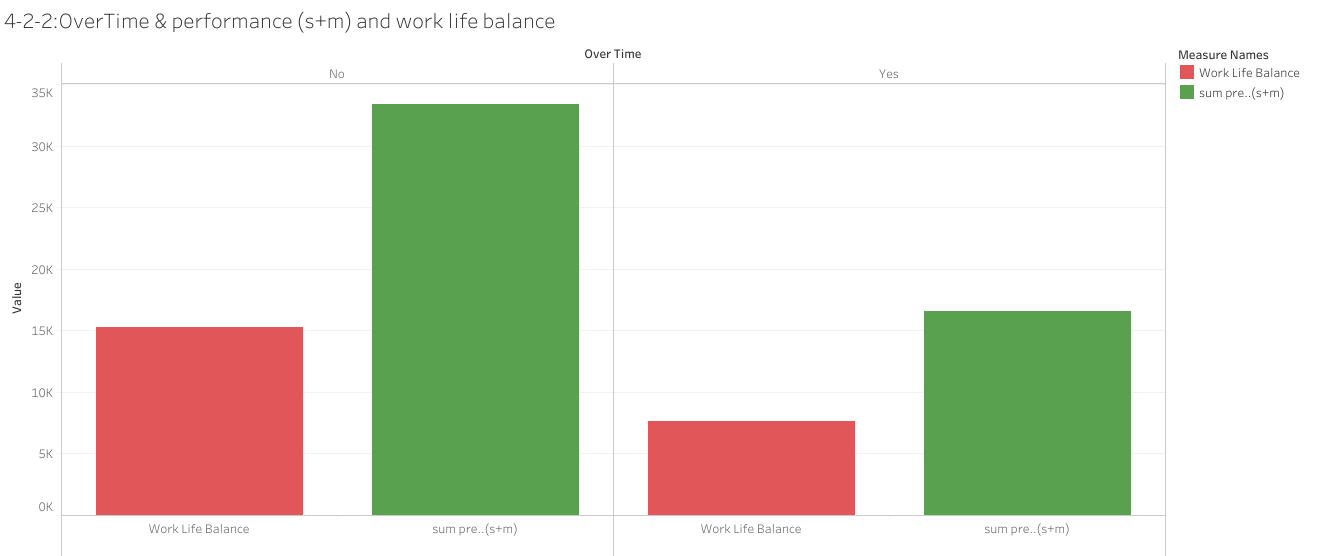 4-2-2:OverTime & performance (s+m) and work life balance
Over Time
No
Yes
Measure Names
Work Life Balance
sum pre..(s+m)
Value
35K
30K
25K
20K
15K
10K
5K
0K
Work Life Balance
sum pre..(s+m)
Work Life Balance
sum pre..(s+m)